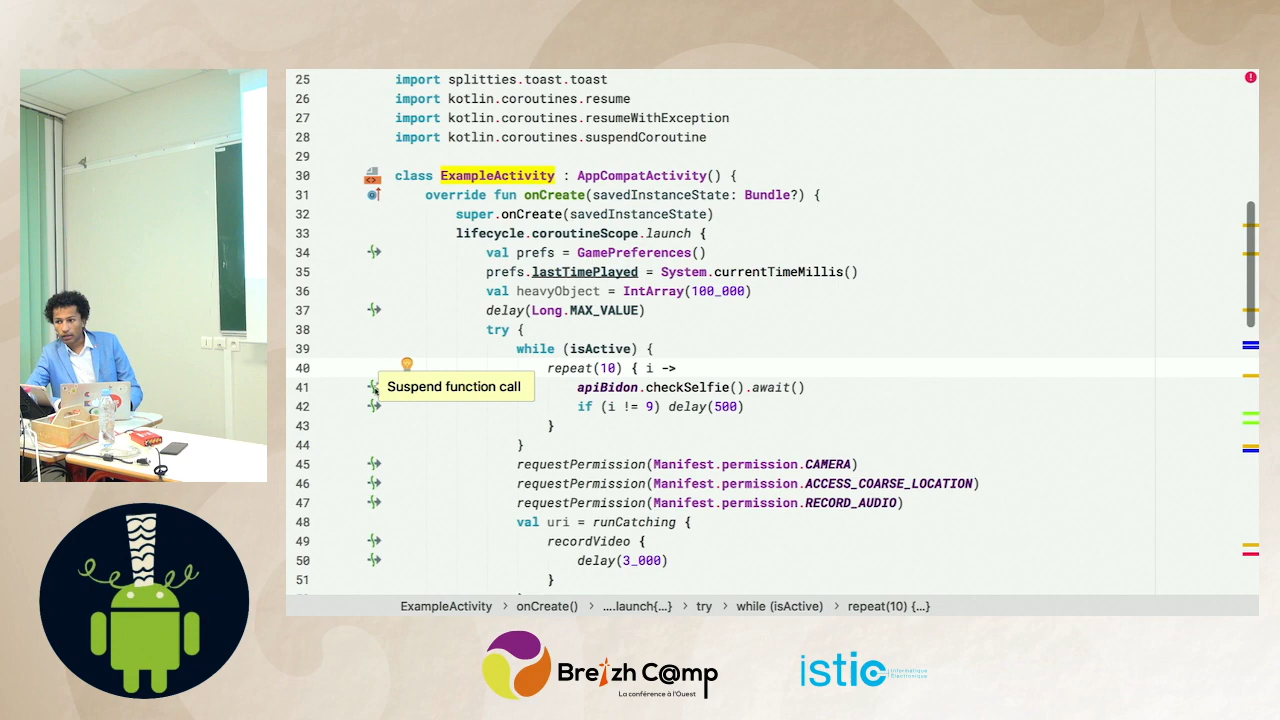 25 import splitties.toast.toast
26 import kotlin.coroutines.resume
27 import kotlin.coroutines.resumeWithException
28 import kotlin.coroutines.suspendCoroutine
29
30 class ExampleActivity : AppCompatActivity() {
31 override fun onCreate(savedInstanceState: Bundle?) {
32 super.onCreate(savedInstanceState)
33 lifecycle.coroutineScope.launch {
34 val prefs = GamePreferences()
35 prefs.lastTimePlayed = System.currentTimeMillis()
36 val heavyObject = IntArray(100_000)
37 delay(Long.MAX_VALUE)
38 try {
39 while (isActive) {
40 repeat(10) { i ->
41 apiBidon.checkSelfie().await()
Suspend function call
42 if (i != 9) delay(500)
43 }
44 }
45 requestPermission(Manifest.permission.CAMERA)
46 requestPermission(Manifest.permission.ACCESS_COARSE_LOCATION)
47 requestPermission(Manifest.permission.RECORD_AUDIO)
48 val uri = runCatching {
49 recordVideo {
50 delay(3_000)
51 }
ExampleActivity > onCreate() > ....launch{...} > try > while (isActive) > repeat(10) {...}
Breizh C@mp
La conférence à l'Ouest
istic Informatique Électronique